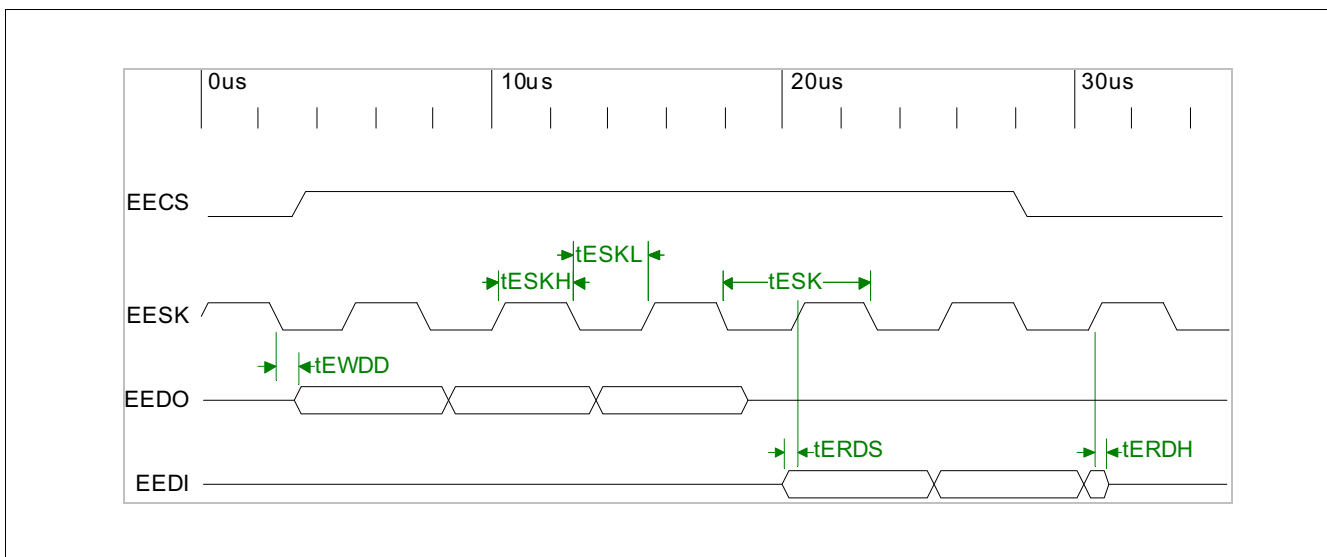 0us 10us 20us 30us
EECS
tESKL
tESKH tESK
EESK
tEWDD
EEDO
tERDS tERDH
EEDI